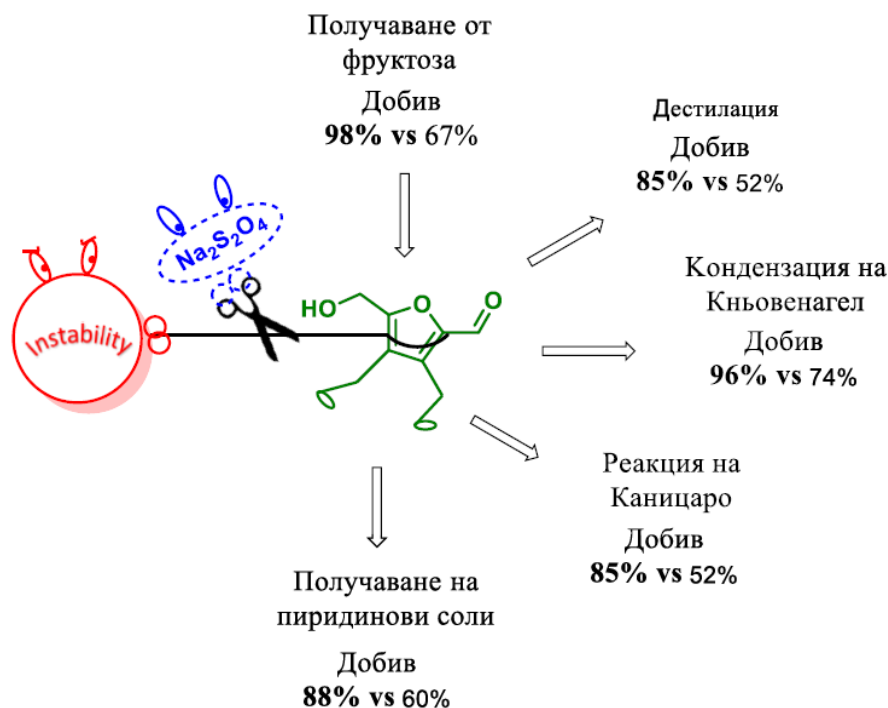 Получаване от
фруктоза
Добив
98% vs 67%
Дестилация
Добив
85% vs 52%
Na₂S₂O₄
Instability
HO
O
O
Кондензация на
Кньовенагел
Добив
96% vs 74%
Реакция на
Каницаро
Добив
85% vs 52%
Получаване на
пиридинови соли
Добив
88% vs 60%